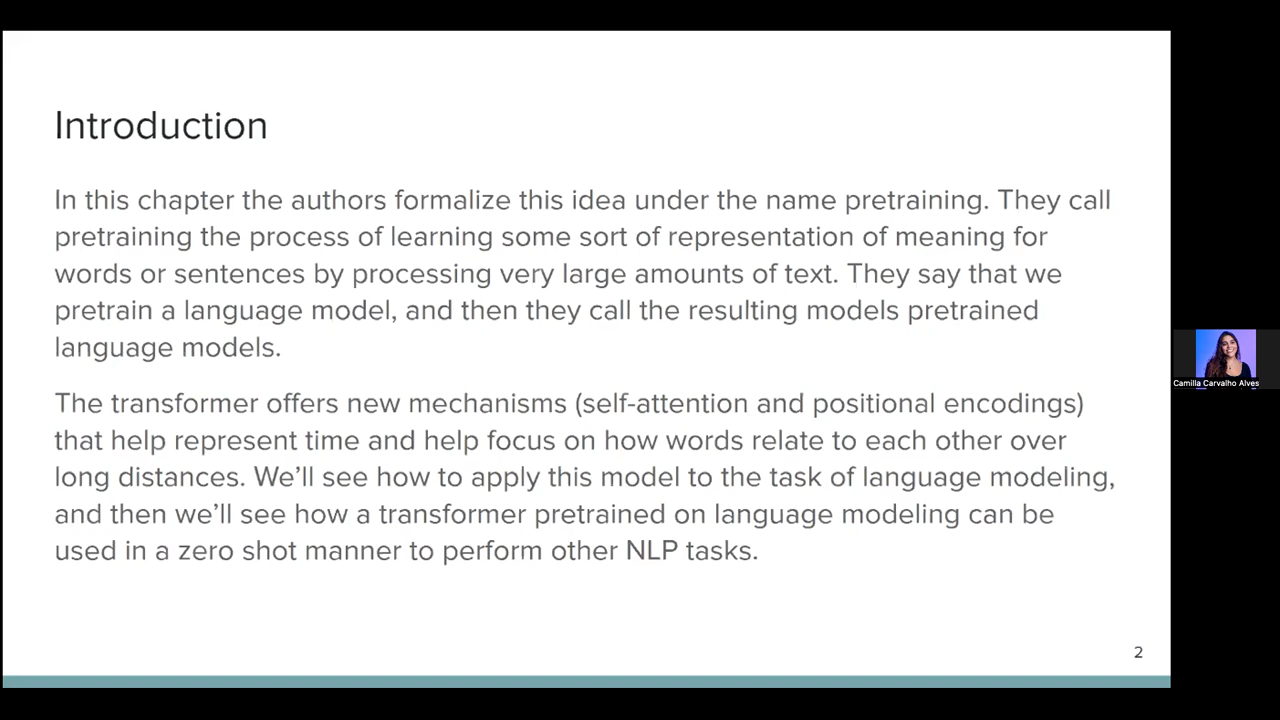 Introduction
In this chapter the authors formalize this idea under the name pretraining. They call
pretraining the process of learning some sort of representation of meaning for
words or sentences by processing very large amounts of text. They say that we
pretrain a language model, and then they call the resulting models pretrained
language models.
The transformer offers new mechanisms (self-attention and positional encodings)
that help represent time and help focus on how words relate to each other over
long distances. We’ll see how to apply this model to the task of language modeling,
and then we’ll see how a transformer pretrained on language modeling can be
used in a zero shot manner to perform other NLP tasks.
Camilla Carvalho Alves
2